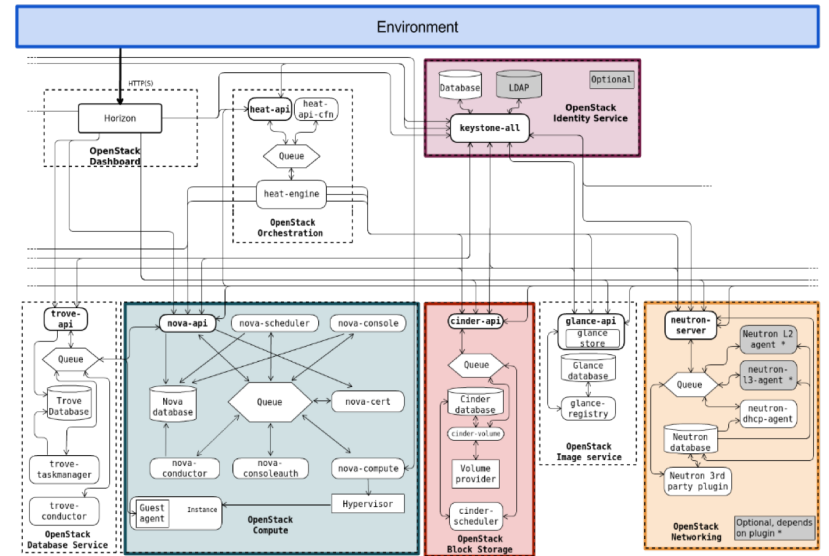 Environment
HTTP(S)
Horizon
OpenStack
Dashboard
heat-api
heat-
api-cfn
Queue
heat-engine
OpenStack
Orchestration
Database
LDAP
Optional
OpenStack
Identity Service
keystone-all
trove-
api
Queue
Trove
Database
trove-
taskmanager
trove-
conductor
OpenStack
Database Service
nova-api
nova-scheduler
nova-console
Nova
database
Queue
nova-cert
nova-
conductor
nova-
consoleauth
nova-compute
Guest
agent
Instance
Hypervisor
OpenStack
Compute
cinder-api
Queue
Cinder
database
cinder-volume
Volume
provider
cinder-
scheduler
OpenStack
Block Storage
glance-api
glance
store
Glance
database
glance-
registry
OpenStack
Image service
neutron-
server
Neutron L2
agent *
Queue
neutron-
l3-agent *
neutron-
dhcp-agent
Neutron
database
Neutron 3rd
party plugin
OpenStack
Networking
Optional, depends
on plugin *